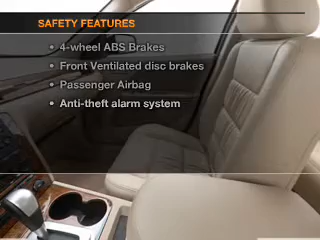 SAFETY FEATURES
• 4-wheel ABS Brakes
• Front Ventilated disc brakes
• Passenger Airbag
• Anti-theft alarm system